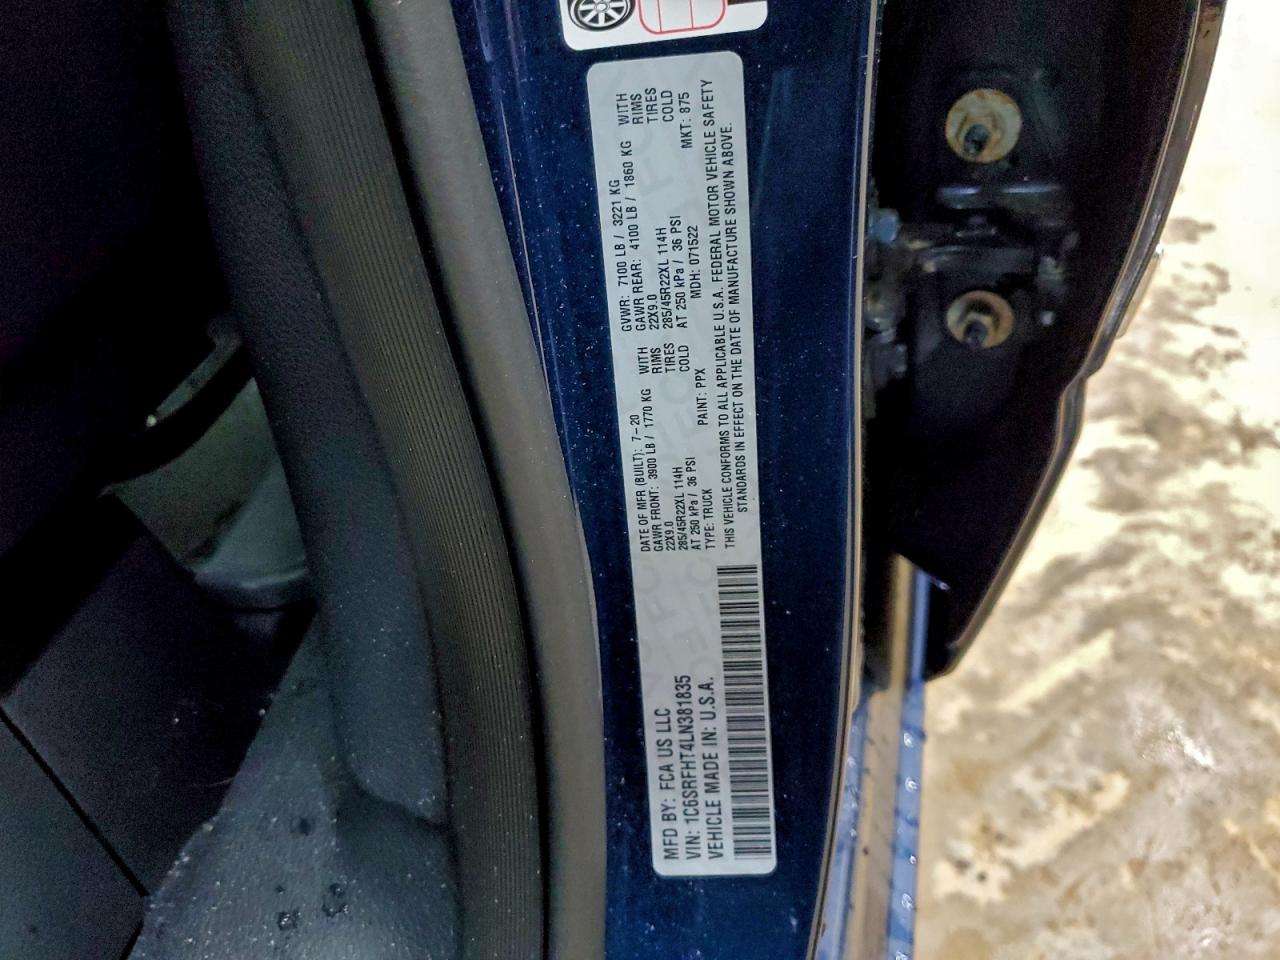 MFD BY: FCA US LLC
VIN: 1C6SRFHT4LN381835
VEHICLE MADE IN: U.S.A.
DATE OF MFR (BUILT): 7-20 GVWR: 7100 LB / 3221 KG
GAWR FRONT: 3900 LB / 1770 KG WITH GAWR REAR: 4100 LB / 1860 KG WITH
22X9.0 RIMS 22X9.0 RIMS
285/45R22XL 114H TIRES 285/45R22XL 114H TIRES
AT 250 kPa / 36 PSI COLD AT 250 kPa / 36 PSI COLD
TYPE: TRUCK PAINT: PPX MDH: 071522 MKT: 875
THIS VEHICLE CONFORMS TO ALL APPLICABLE U.S.A. FEDERAL MOTOR VEHICLE SAFETY
STANDARDS IN EFFECT ON THE DATE OF MANUFACTURE SHOWN ABOVE.